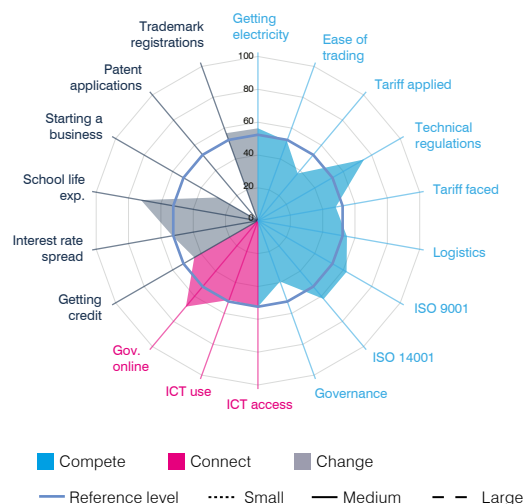 Getting
electricity
Ease of
trading
Tariff applied
Technical
regulations
Tariff faced
Logistics
ISO 9001
ISO 14001
Governance
ICT access
ICT use
Gov.
online
Getting
credit
Interest rate
spread
School life
exp.
Starting a
business
Patent
applications
Trademark
registrations
100
80
60
40
20
0
Compete Connect Change
Reference level Small Medium Large